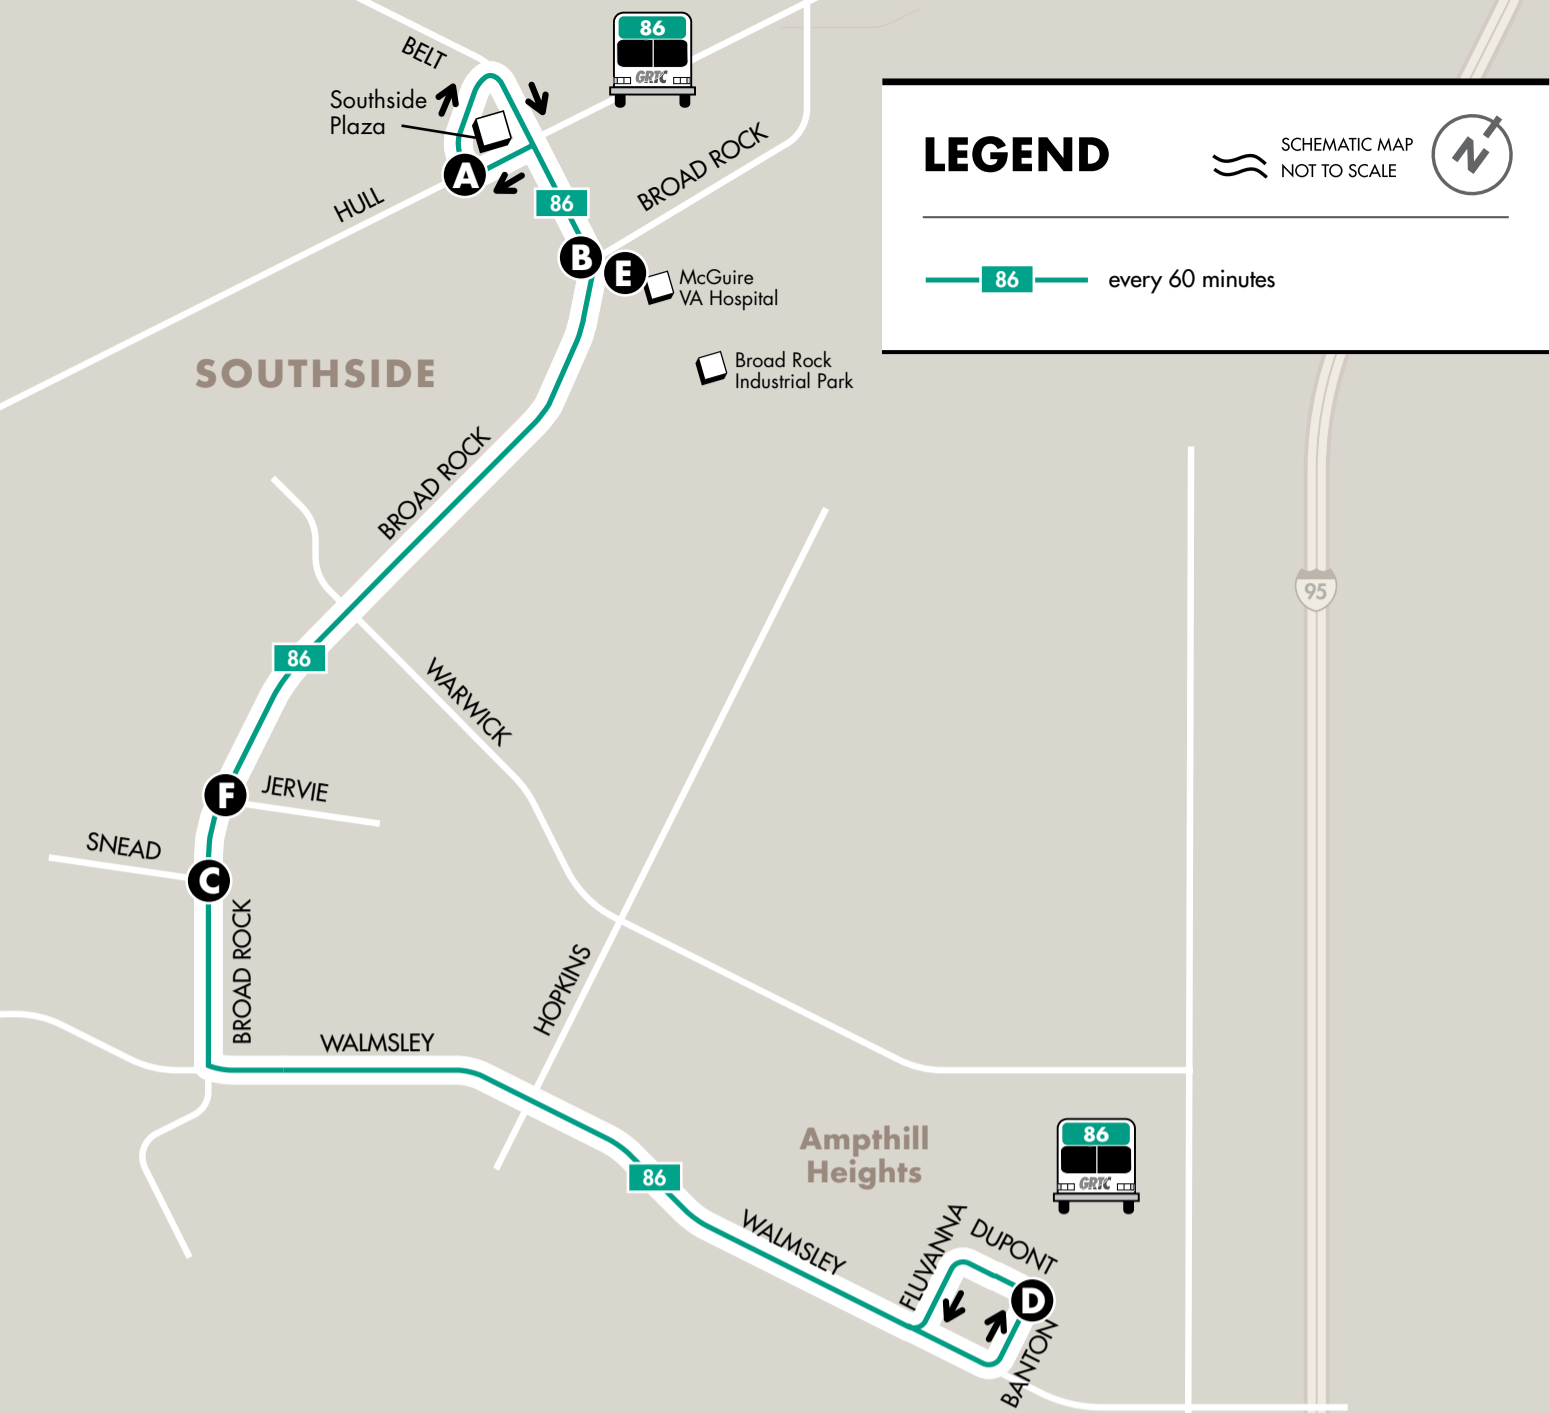 BELT
86
GRTC
Southside
Plaza
A
HULL
86
BROAD ROCK
B
E
McGuire
VA Hospital
Broad Rock
Industrial Park
LEGEND
SCHEMATIC MAP
NOT TO SCALE
N
86
every 60 minutes
SOUTHSIDE
BROAD ROCK
95
86
WARWICK
F
JERVIE
SNEAD
C
BROAD ROCK
HOPKINS
WALMSLEY
86
Ampthill
Heights
86
GRTC
WALMSLEY
FLUVANNA
DUPONT
D
BANTON